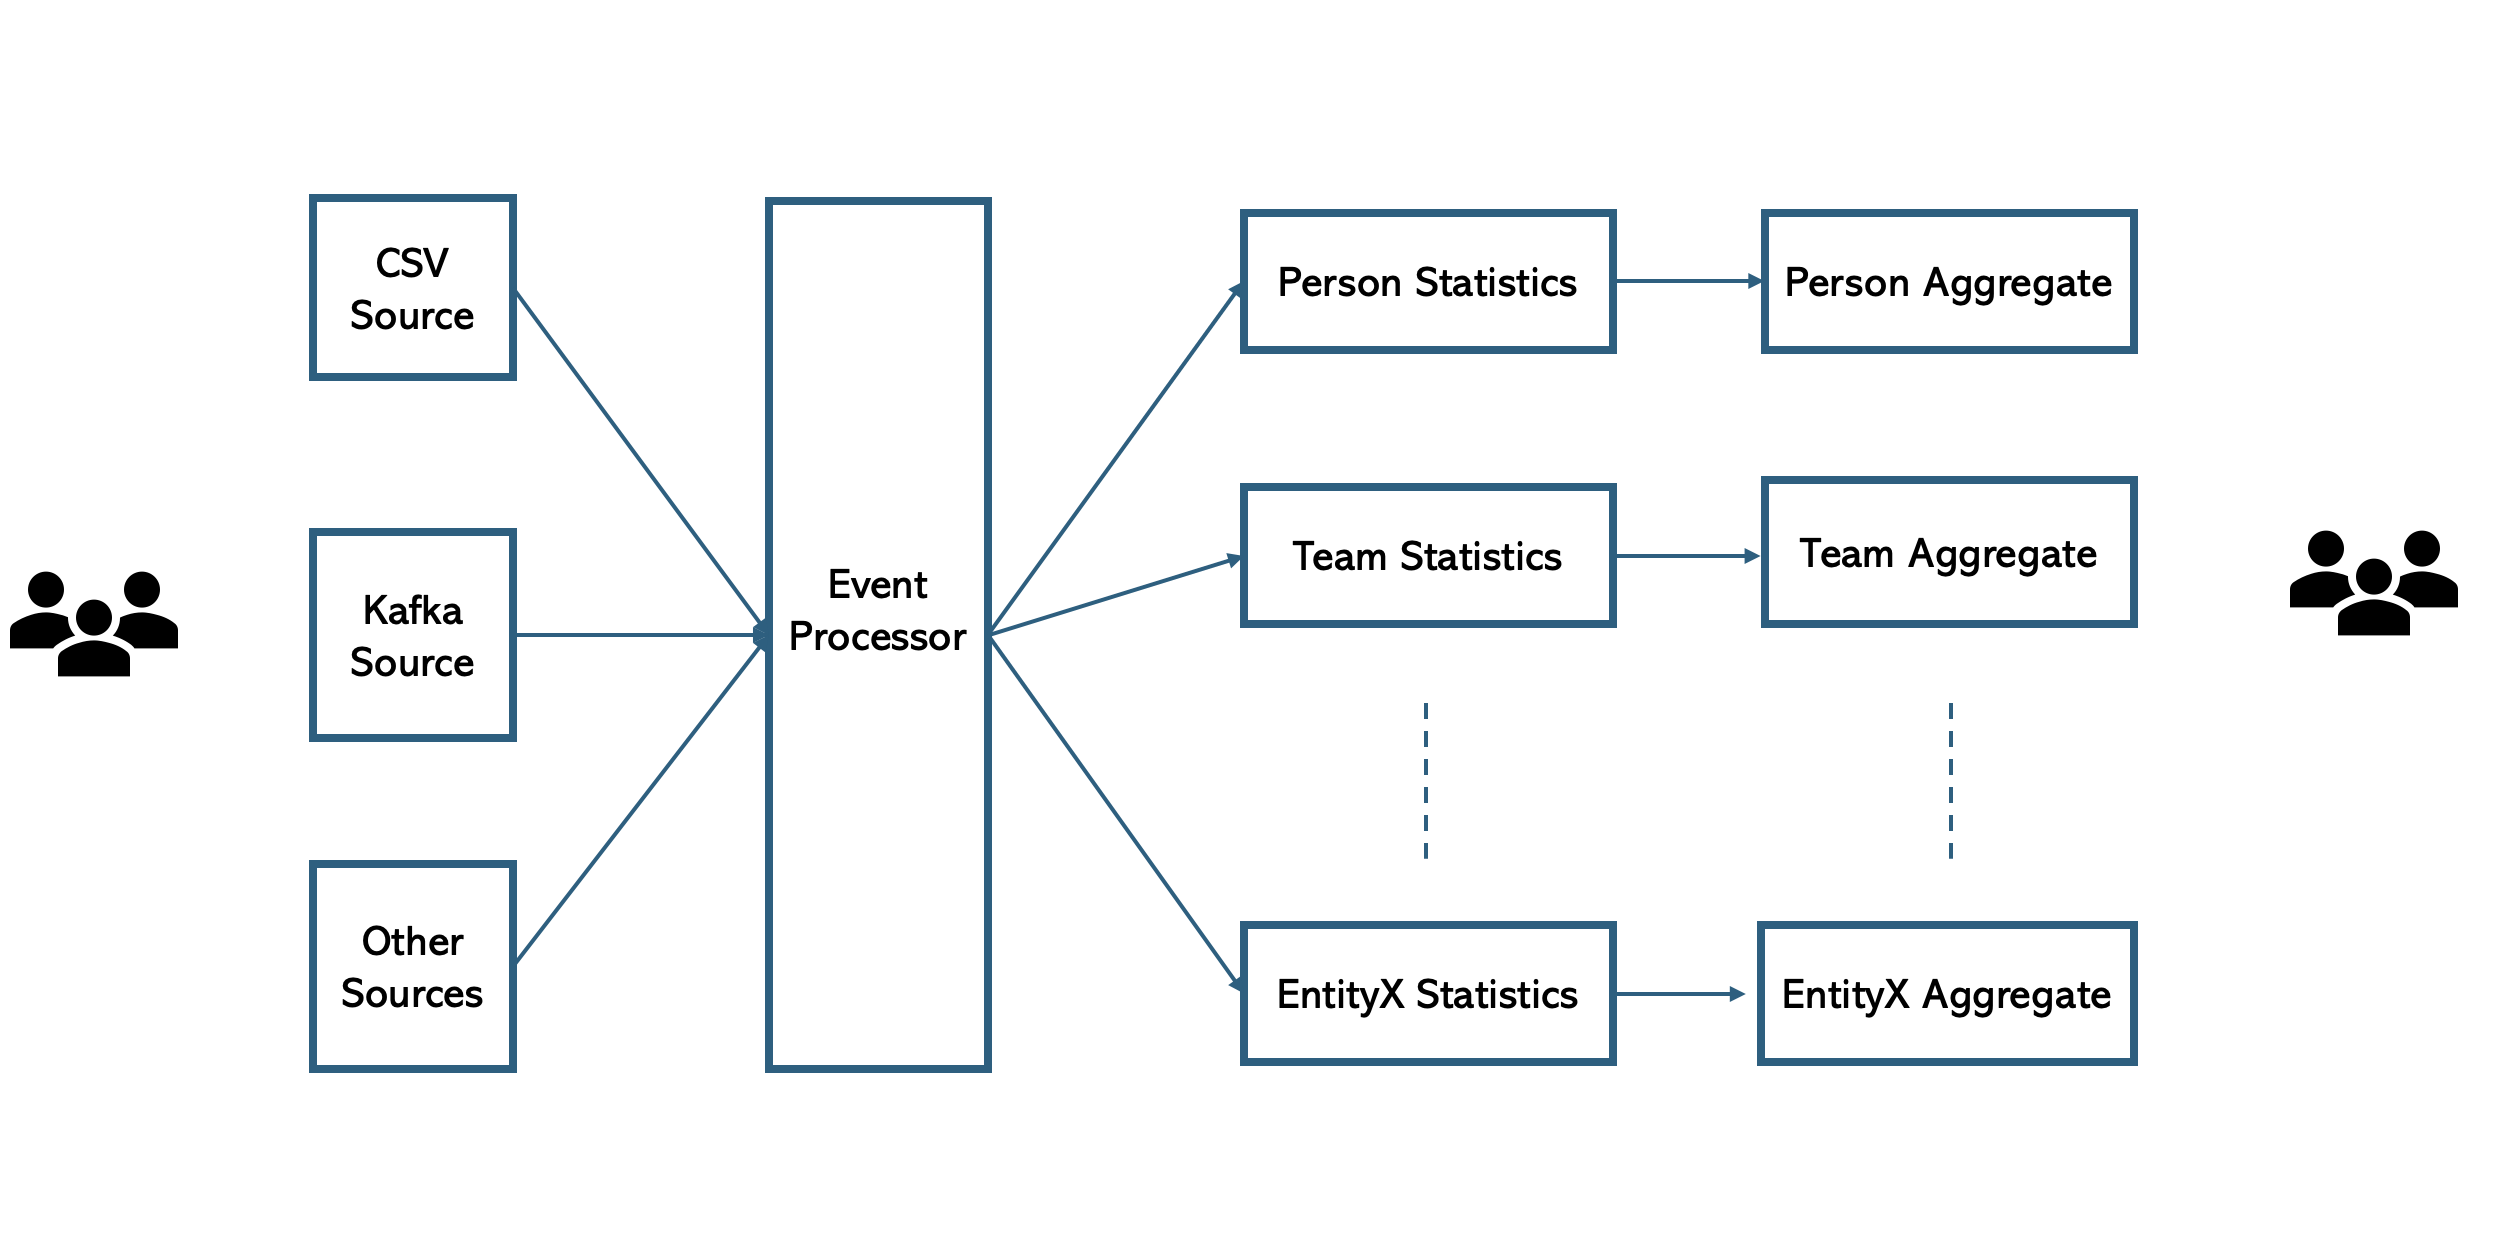 CSV
Source
Kafka
Source
Other
Sources
Event
Processor
Person Statistics
Person Aggregate
Team Statistics
Team Aggregate
EntityX Statistics
EntityX Aggregate